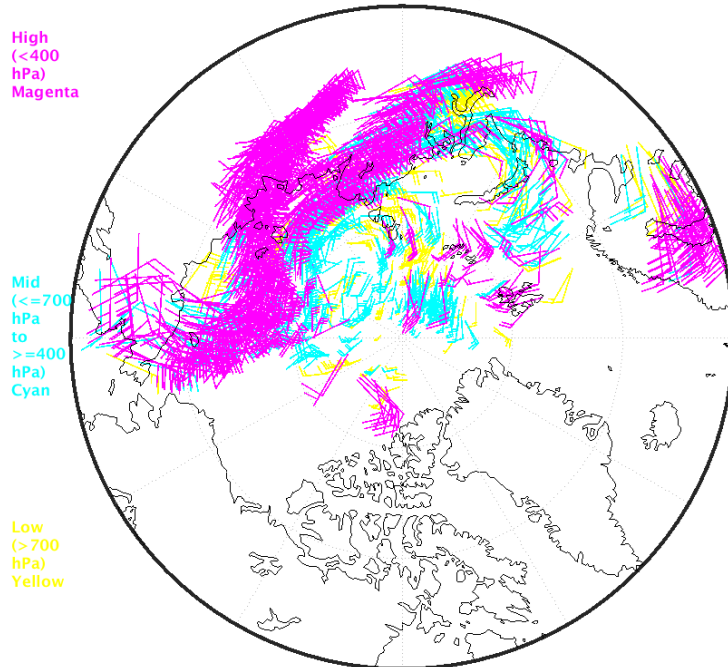 High
(<400
hPa)
Magenta
Mid
(<=700
hPa
to
>=400
hPa)
Cyan
Low
(>700
hPa)
Yellow